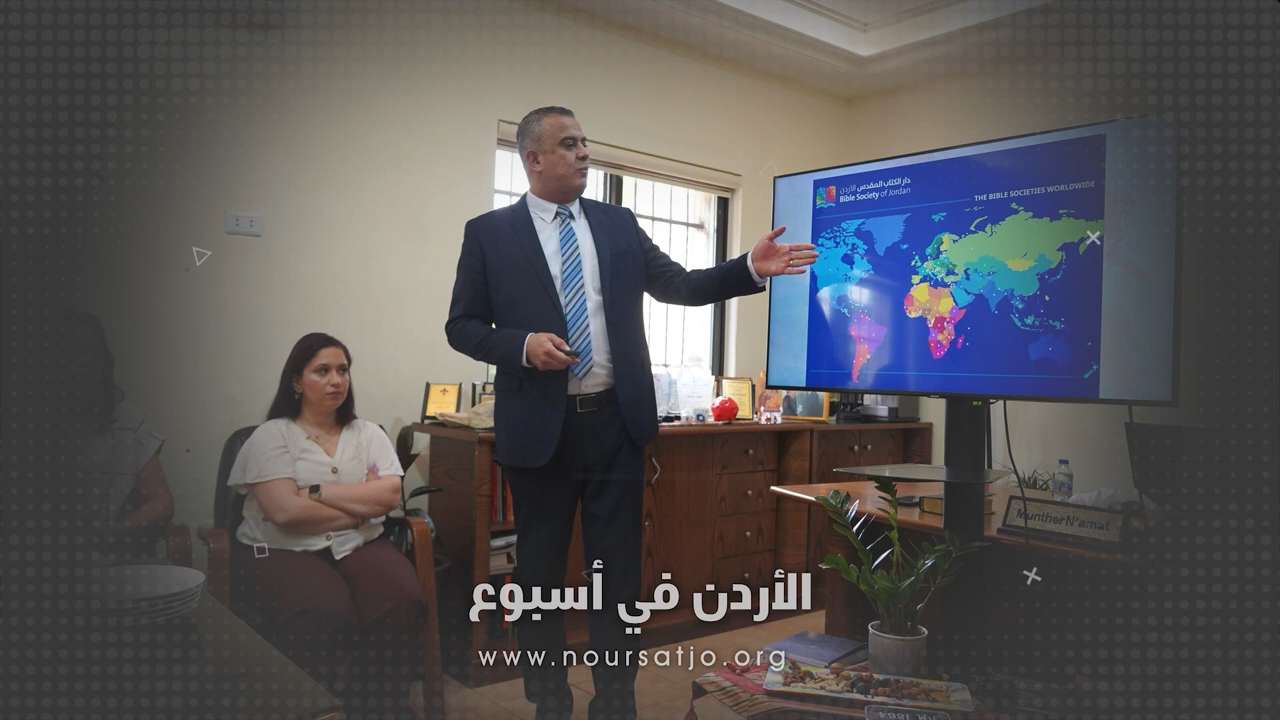 دار الكتاب المقدس الأردن
Bible Society of Jordan
THE BIBLE SOCIETIES WORLDWIDE
Munther N'amat
الأردن في أسبوع
www.noursatjo.org